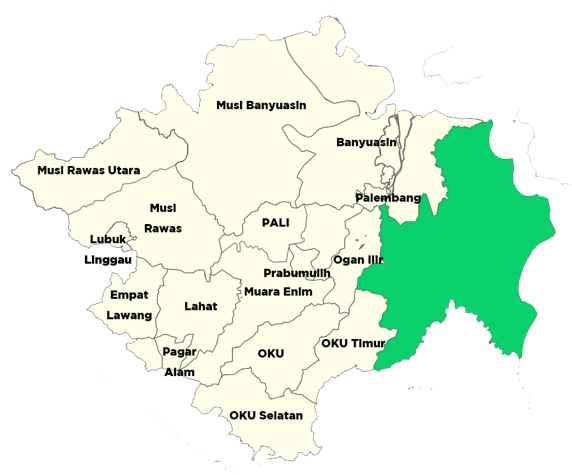 Musi Banyuasin
Banyuasin
Musi Rawas Utara
Palembang
Musi
Rawas
PALI
Lubuk
Linggau
Ogan Ilir
Prabumulih
Muara Enim
Empat
Lawang
Lahat
OKU Timur
Pagar
Alam
OKU
OKU Selatan